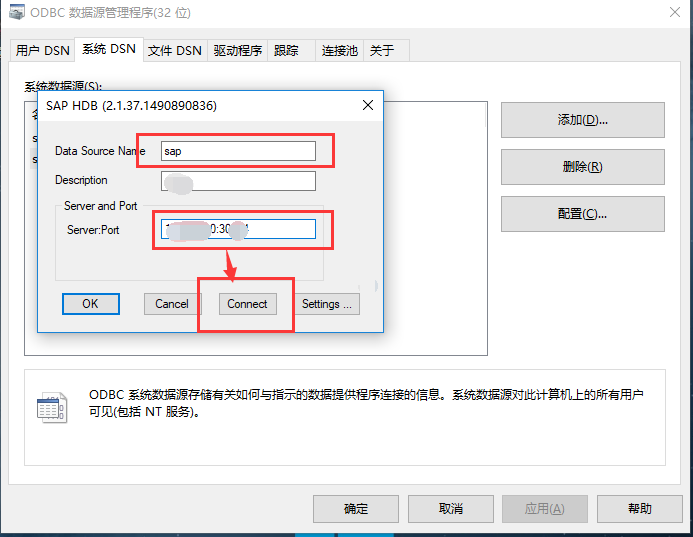 ODBC 数据源管理程序(32 位)
用户 DSN 系统 DSN 文件 DSN 驱动程序 跟踪 连接池 关于
系统数据源(S):
SAP HDB (2.1.37.1490890836)
添加(D)...
Data Source Name sap
删除(R)
Description
Server and Port
配置(C)...
Server:Port
OK Cancel Connect Settings ...
ODBC 系统数据源存储有关如何与指示的数据提供程序连接的信息。系统数据源对此计算机上的所有用户
可见(包括 NT 服务)。
确定 取消 应用(A) 帮助